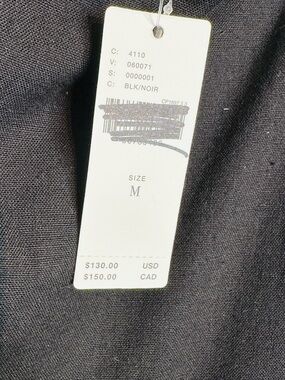 C: 4110
V: 060071
S: 0000001
C: BLK/NOIR
SIZE
M
$130.00 USD
$150.00 CAD